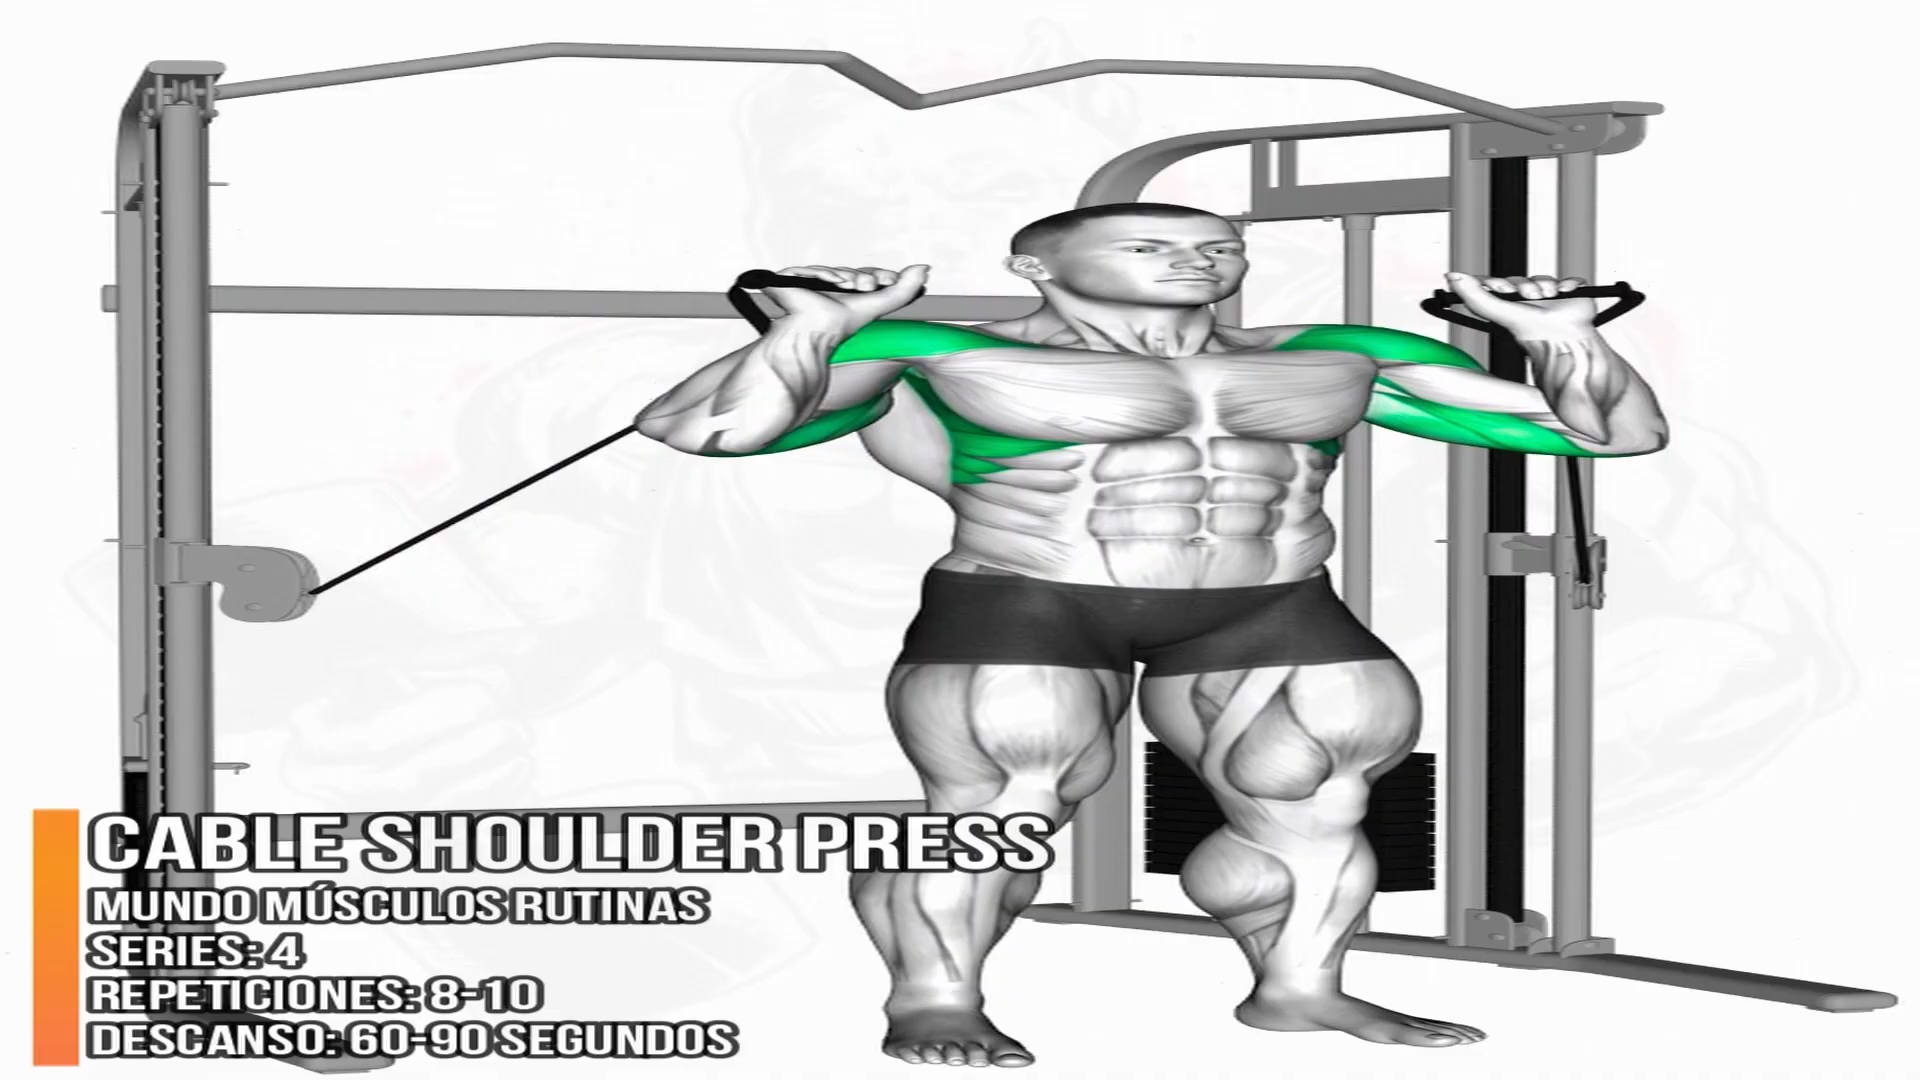 CABLE SHOULDER PRESS
MUNDO MÚSCULOS RUTINAS
SERIES: 4
REPETICIONES: 8-10
DESCANSO: 60-90 SEGUNDOS